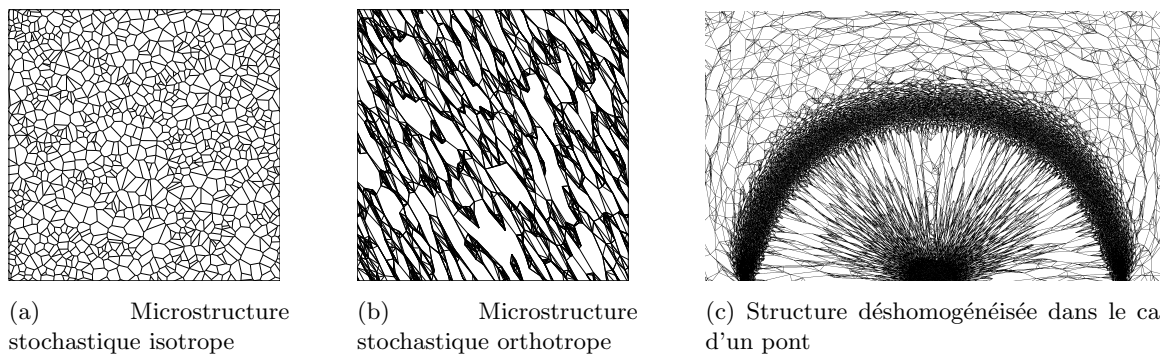 (a) Microstructure
stochastique isotrope
(b) Microstructure
stochastique orthotrope
(c) Structure déshomogénéisée dans le ca
d'un pont